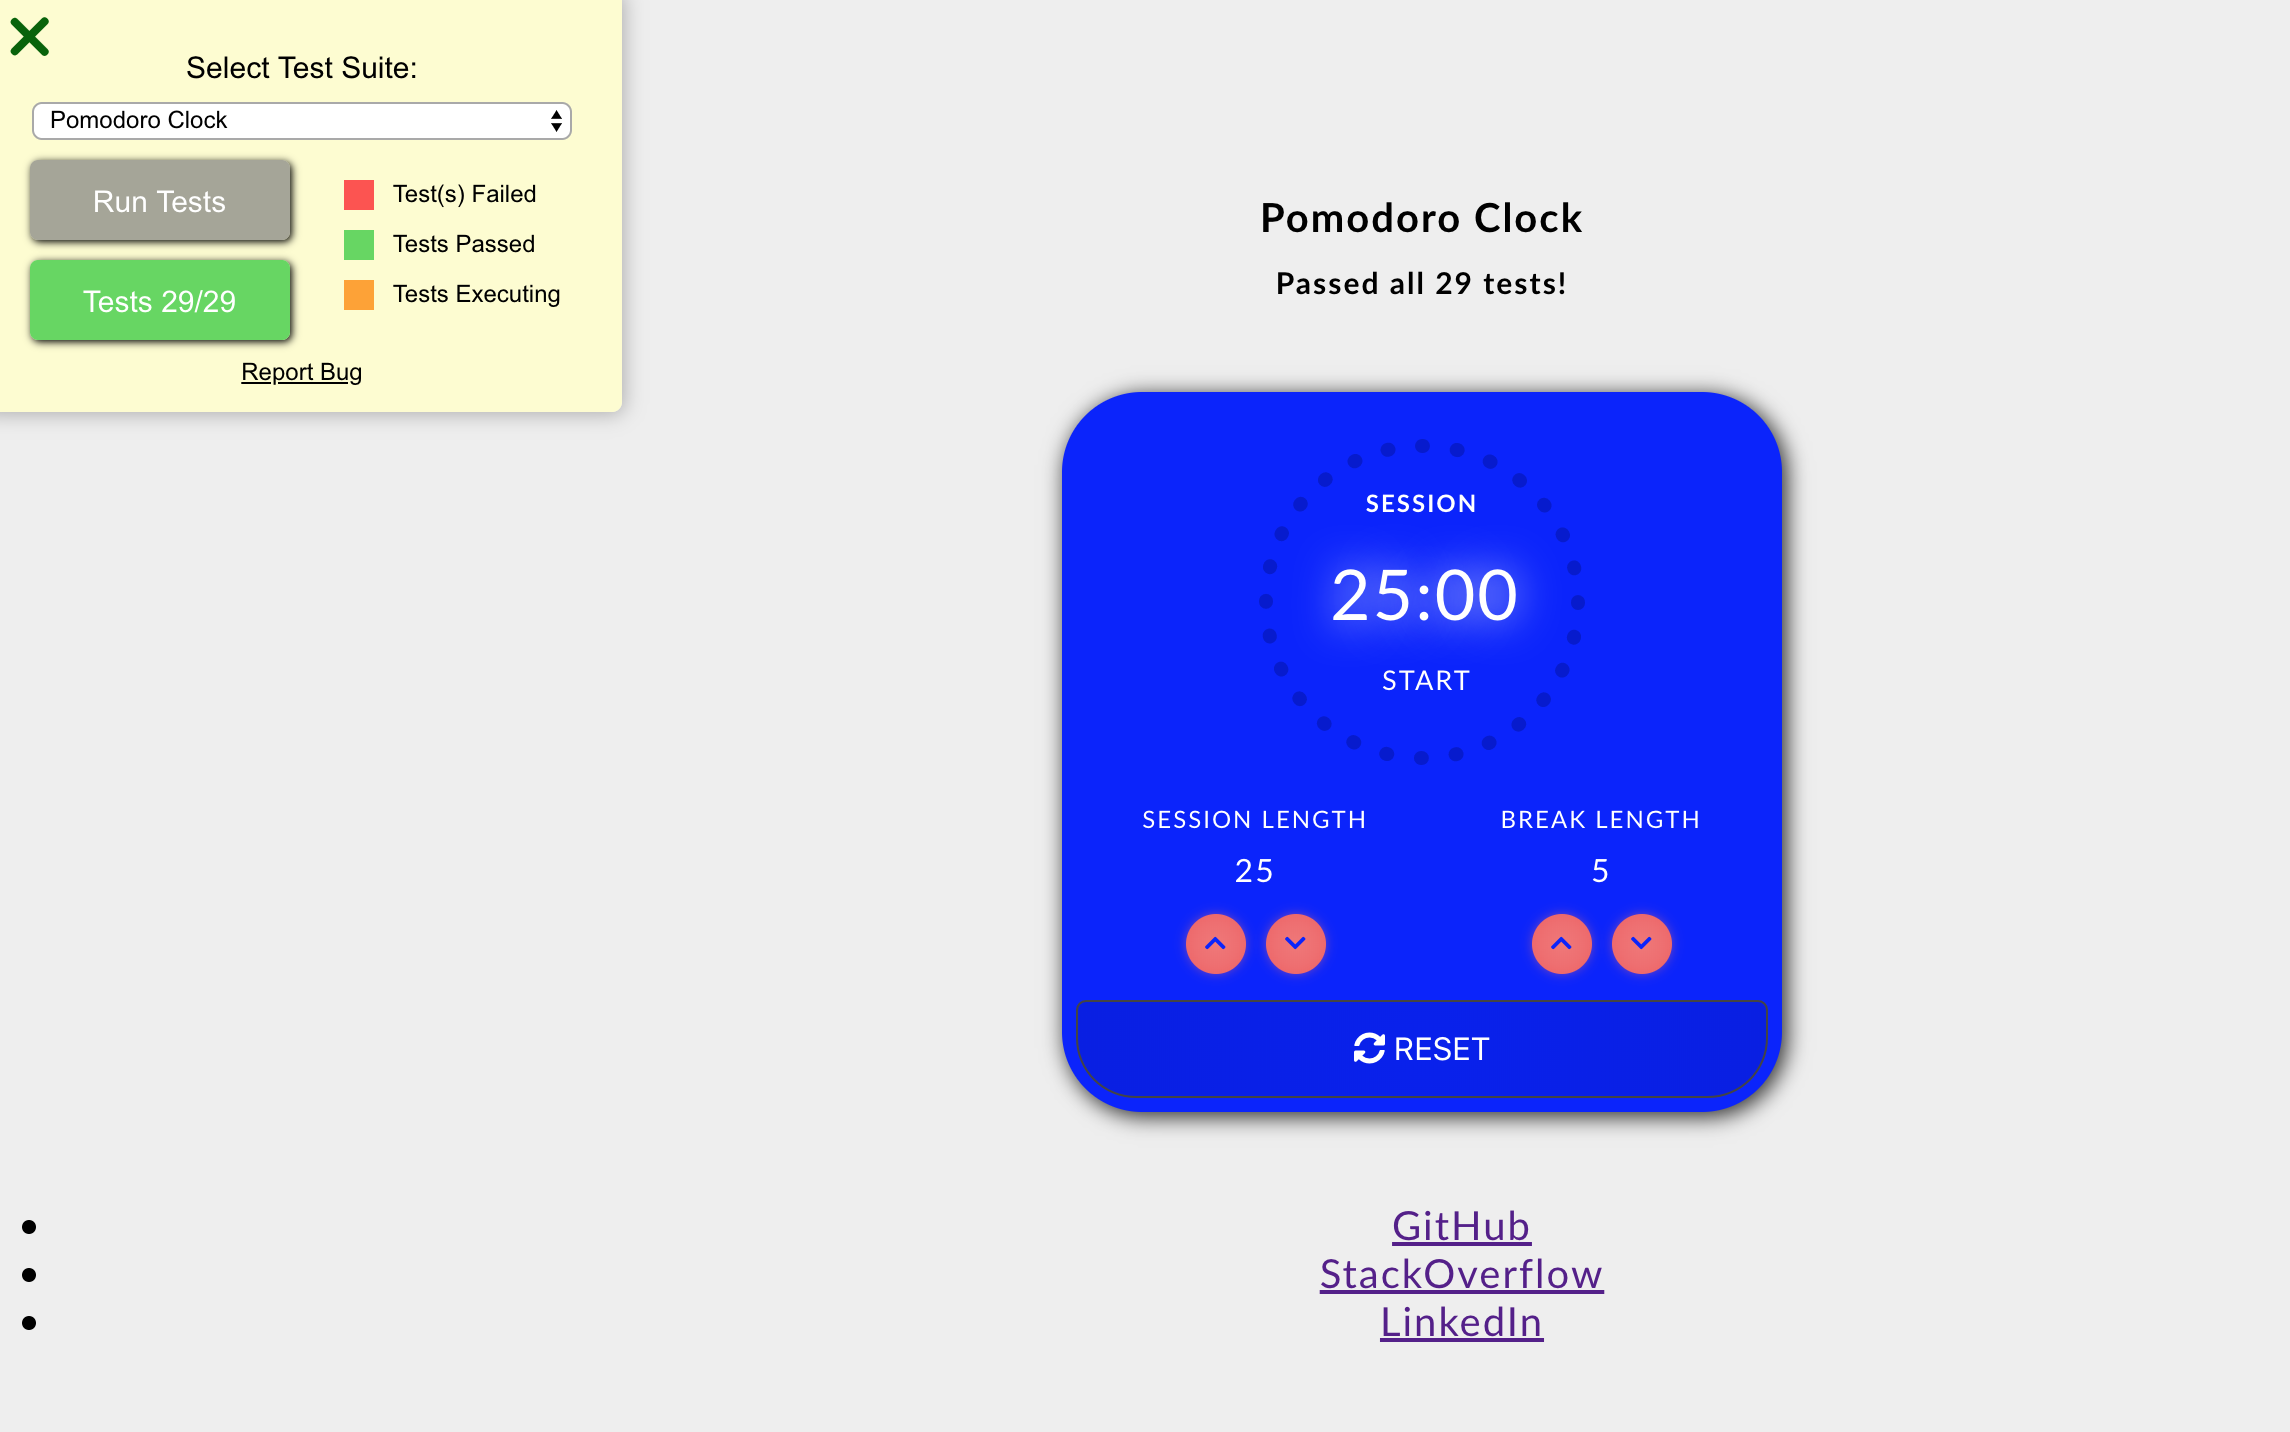 Select Test Suite:
Pomodoro Clock
Run Tests
Test(s) Failed
Tests Passed
Tests 29/29
Tests Executing
Report Bug
Pomodoro Clock
Passed all 29 tests!
SESSION
25:00
START
SESSION LENGTH
25
BREAK LENGTH
5
RESET
GitHub
StackOverflow
LinkedIn